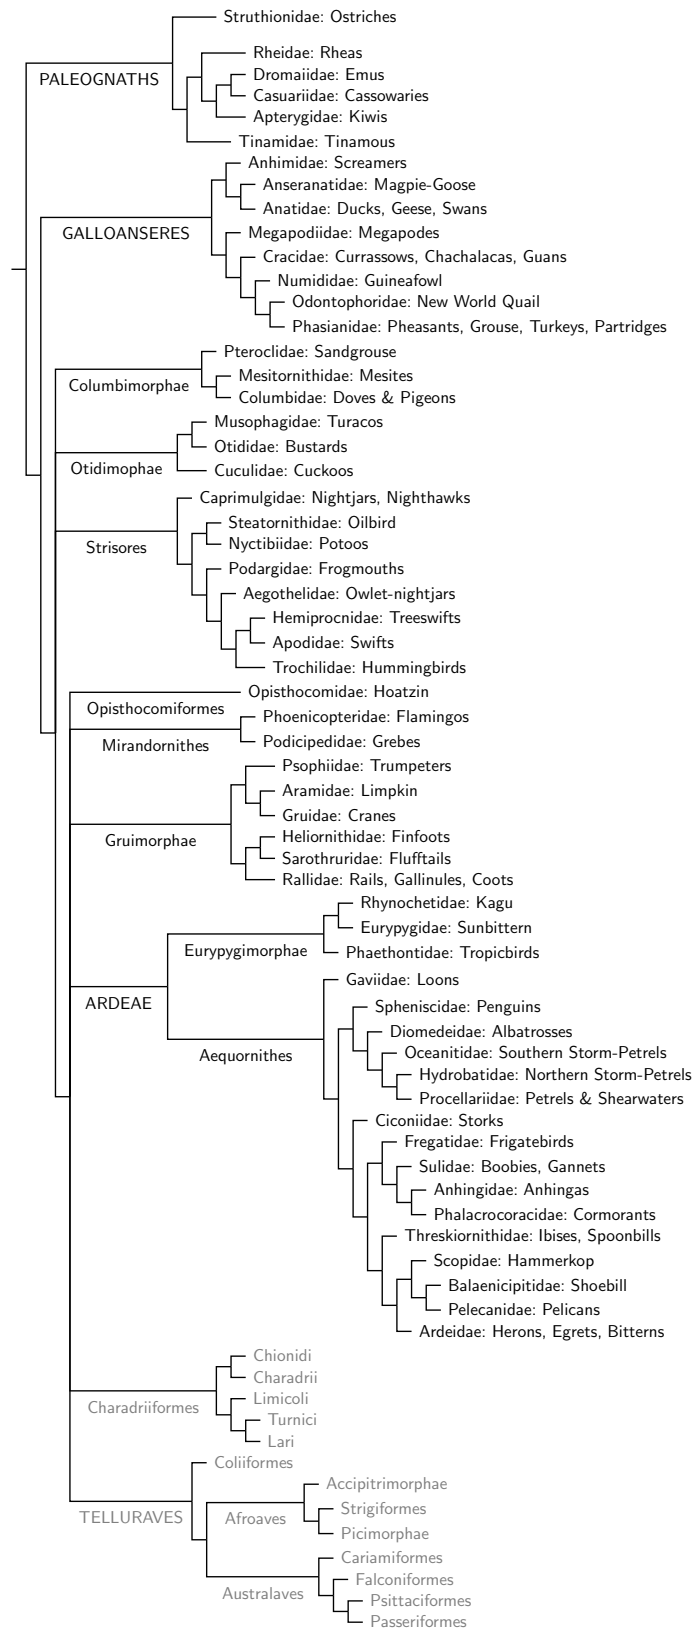 Struthionidae: Ostriches
Rheidae: Rheas
PALEOGNATHS
Dromaiidae: Emus
Casuariidae: Cassowaries
Apterygidae: Kiwis
Tinamidae: Tinamous
Anhimidae: Screamers
Anseranatidae: Magpie-Goose
Anatidae: Ducks, Geese, Swans
GALLOANSERES
Megapodiidae: Megapodes
Cracidae: Currassows, Chachalacas, Guans
Numididae: Guineafowl
Odontophoridae: New World Quail
Phasianidae: Pheasants, Grouse, Turkeys, Partridges
Pteroclidae: Sandgrouse
Mesitornithidae: Mesites
Columbimorphae
Columbidae: Doves & Pigeons
Musophagidae: Turacos
Otididae: Bustards
Otidimophae
Cuculidae: Cuckoos
Caprimulgidae: Nightjars, Nighthawks
Steatornithidae: Oilbird
Strisores
Nyctibiidae: Potoos
Podargidae: Frogmouths
Aegothelidae: Owlet-nightjars
Hemiprocnidae: Treeswifts
Apodidae: Swifts
Trochilidae: Hummingbirds
Opisthocomidae: Hoatzin
Opisthocomiformes
Phoenicopteridae: Flamingos
Mirandornithes
Podicipedidae: Grebes
Psophiidae: Trumpeters
Aramidae: Limpkin
Gruidae: Cranes
Heliornithidae: Finfoots
Gruimorphae
Sarothruridae: Flufftails
Rallidae: Rails, Gallinules, Coots
Rhynochetidae: Kagu
Eurypygidae: Sunbittern
Eurypygimorphae
Phaethontidae: Tropicbirds
Gaviidae: Loons
ARDEAE
Spheniscidae: Penguins
Diomedeidae: Albatrosses
Aequornithes
Oceanitidae: Southern Storm-Petrels
Hydrobatidae: Northern Storm-Petrels
Procellariidae: Petrels & Shearwaters
Ciconiidae: Storks
Fregatidae: Frigatebirds
Sulidae: Boobies, Gannets
Anhingidae: Anhingas
Phalacrocoracidae: Cormorants
Threskiornithidae: Ibises, Spoonbills
Scopidae: Hammerkop
Balaenicipitidae: Shoebill
Pelecanidae: Pelicans
Ardeidae: Herons, Egrets, Bitterns
Chionidi
Charadrii
Limicoli
Charadriiformes
Turnici
Lari
Coliiformes
Accipitrimorphae
Strigiformes
TELLURAVES
Afroaves
Picimorphae
Cariamiformes
Falconiformes
Australaves
Psittaciformes
Passeriformes